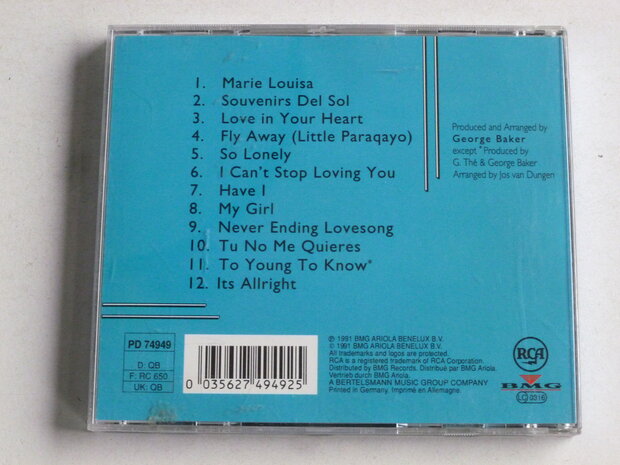 1. Marie Louisa
2. Souvenirs Del Sol
3. Love in Your Heart
4. Fly Away (Little Paraqayo)
5. So Lonely
6. I Can't Stop Loving You
7. Have I
8. My Girl
9. Never Ending Lovesong
10. Tu No Me Quieres
11. To Young To Know*
12. Its Allright
Produced and Arranged by
George Baker
except * Produced by
G. Thé & George Baker
Arranged by Jos van Dungen
PD 74949
D: QB
F: RC 650
UK: QB
0 035627 494925
℗ 1991 BMG ARIOLA BENELUX B.V.
© 1991 BMG ARIOLA BENELUX B.V.
All trademarks and logos are protected.
RCA is a registered trademark of RCA Corporation.
Distributed by BMG Records. Distribué par BMG Ariola.
Vertrieb durch BMG Ariola.
A BERTELSMANN MUSIC GROUP COMPANY
Printed in Germany, Imprimé en Allemagne.
RCA
BMG
LC 0316